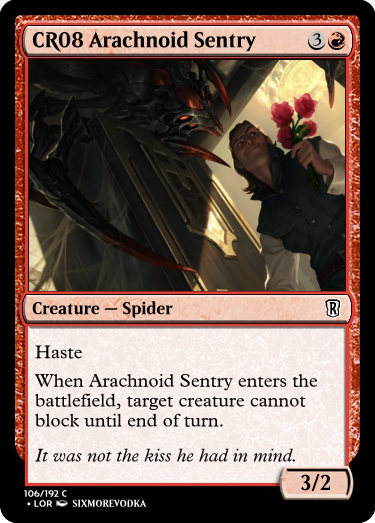 CR08 Arachnoid Sentry 3
Creature — Spider R
Haste
When Arachnoid Sentry enters the
battlefield, target creature cannot
block until end of turn.
It was not the kiss he had in mind.
3/2
106/192 C
• LOR SIXMOREVODKA